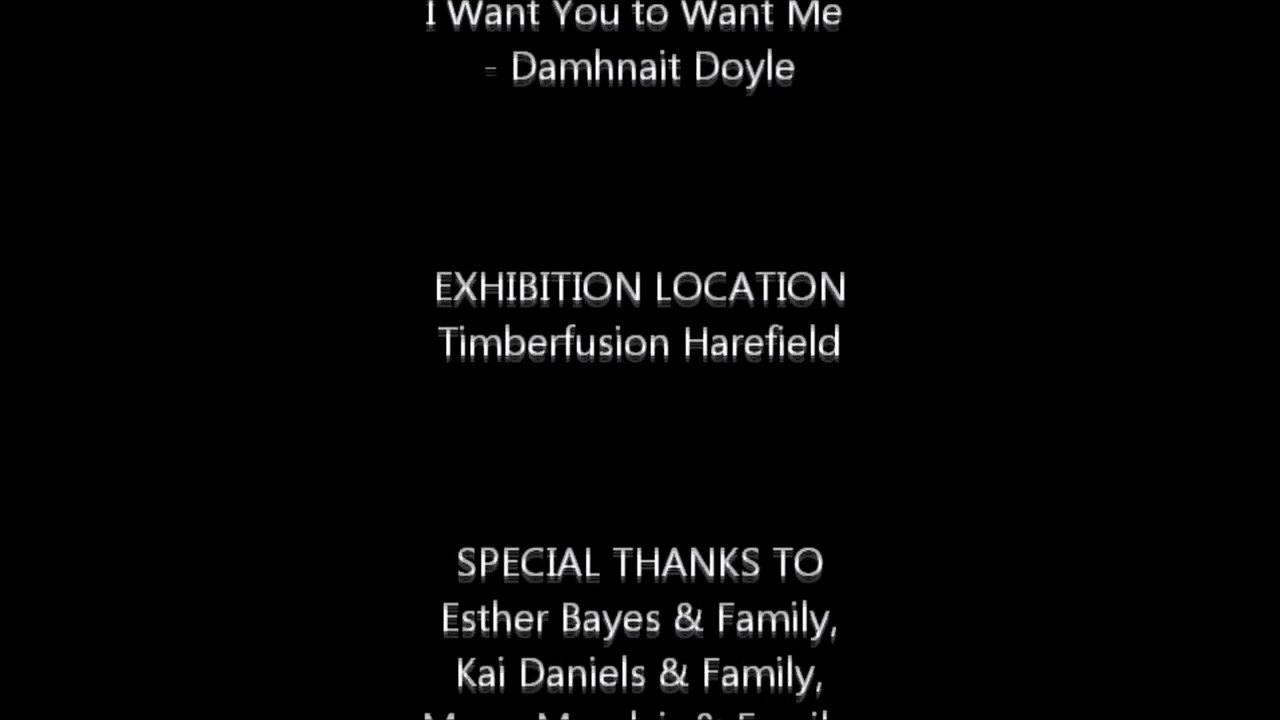 I Want You to Want Me
- Damhnait Doyle
EXHIBITION LOCATION
Timberfusion Harefield
SPECIAL THANKS TO
Esther Bayes & Family,
Kai Daniels & Family,
& Family